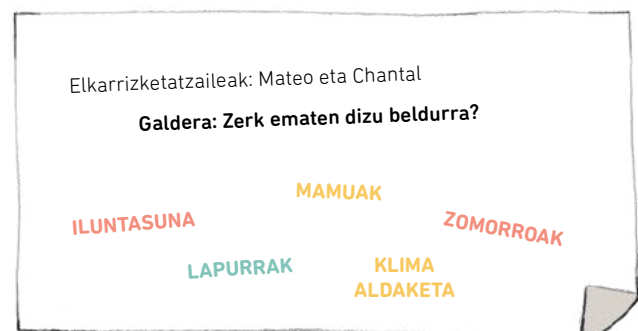 Elkarrizketatzaileak: Mateo eta Chantal
Galdera: Zerk ematen dizu beldurra?
MAMUAK
ILUNTASUNA
ZOMORROAK
LAPURRAK
KLIMA
ALDAKETA